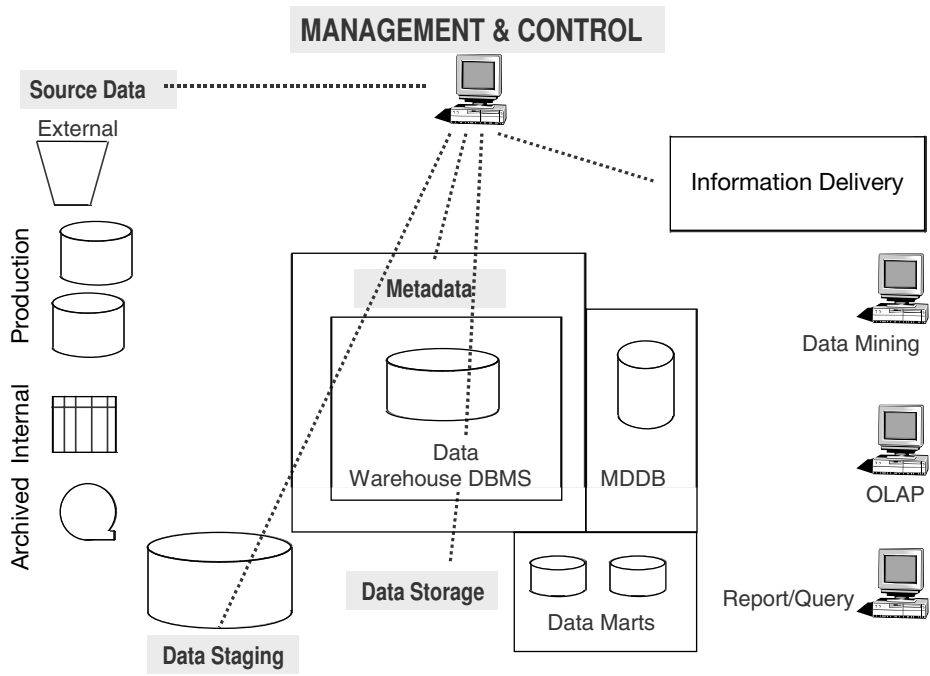 MANAGEMENT & CONTROL
Source Data
External
Production
Internal
Archived
Information Delivery
Metadata
Data
Warehouse DBMS
MDDB
Data Mining
OLAP
Report/Query
Data Storage
Data Marts
Data Staging